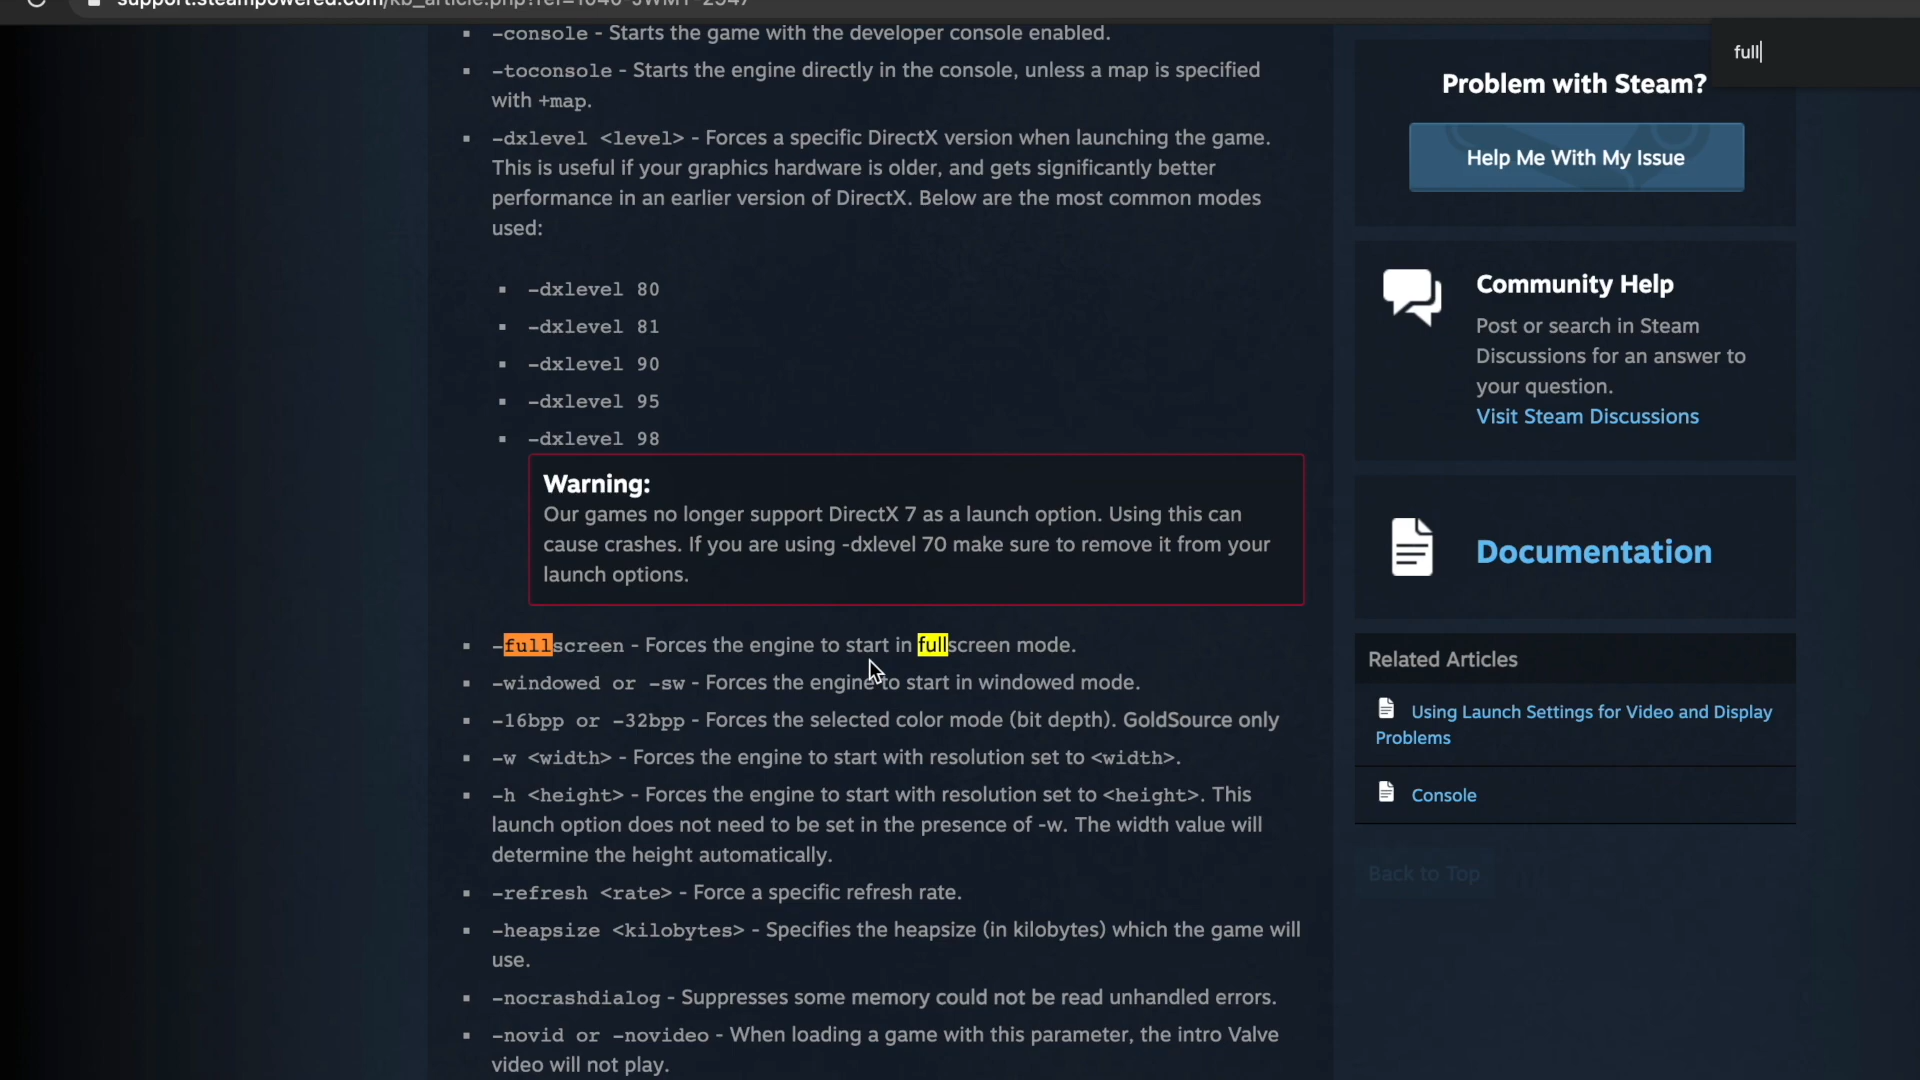 support.steampowered.com/kb_article.php?ref=1040-JWMT-2947
full
-console - Starts the game with the developer console enabled.
-toconsole - Starts the engine directly in the console, unless a map is specified
with +map.
-dxlevel <level> - Forces a specific DirectX version when launching the game.
This is useful if your graphics hardware is older, and gets significantly better
performance in an earlier version of DirectX. Below are the most common modes
used:
-dxlevel 80
-dxlevel 81
-dxlevel 90
-dxlevel 95
-dxlevel 98
Warning:
Our games no longer support DirectX 7 as a launch option. Using this can
cause crashes. If you are using -dxlevel 70 make sure to remove it from your
launch options.
-fullscreen - Forces the engine to start in fullscreen mode.
-windowed or -sw - Forces the engine to start in windowed mode.
-16bpp or -32bpp - Forces the selected color mode (bit depth). GoldSource only
-w <width> - Forces the engine to start with resolution set to <width>.
-h <height> - Forces the engine to start with resolution set to <height>. This
launch option does not need to be set in the presence of -w. The width value will
determine the height automatically.
-refresh <rate> - Force a specific refresh rate.
-heapsize <kilobytes> - Specifies the heapsize (in kilobytes) which the game will
use.
-nocrashdialog - Suppresses some memory could not be read unhandled errors.
-novid or -novideo - When loading a game with this parameter, the intro Valve
video will not play.
Problem with Steam?
Help Me With My Issue
Community Help
Post or search in Steam
Discussions for an answer to
your question.
Visit Steam Discussions
Documentation
Related Articles
Using Launch Settings for Video and Display
Problems
Console
Back to Top